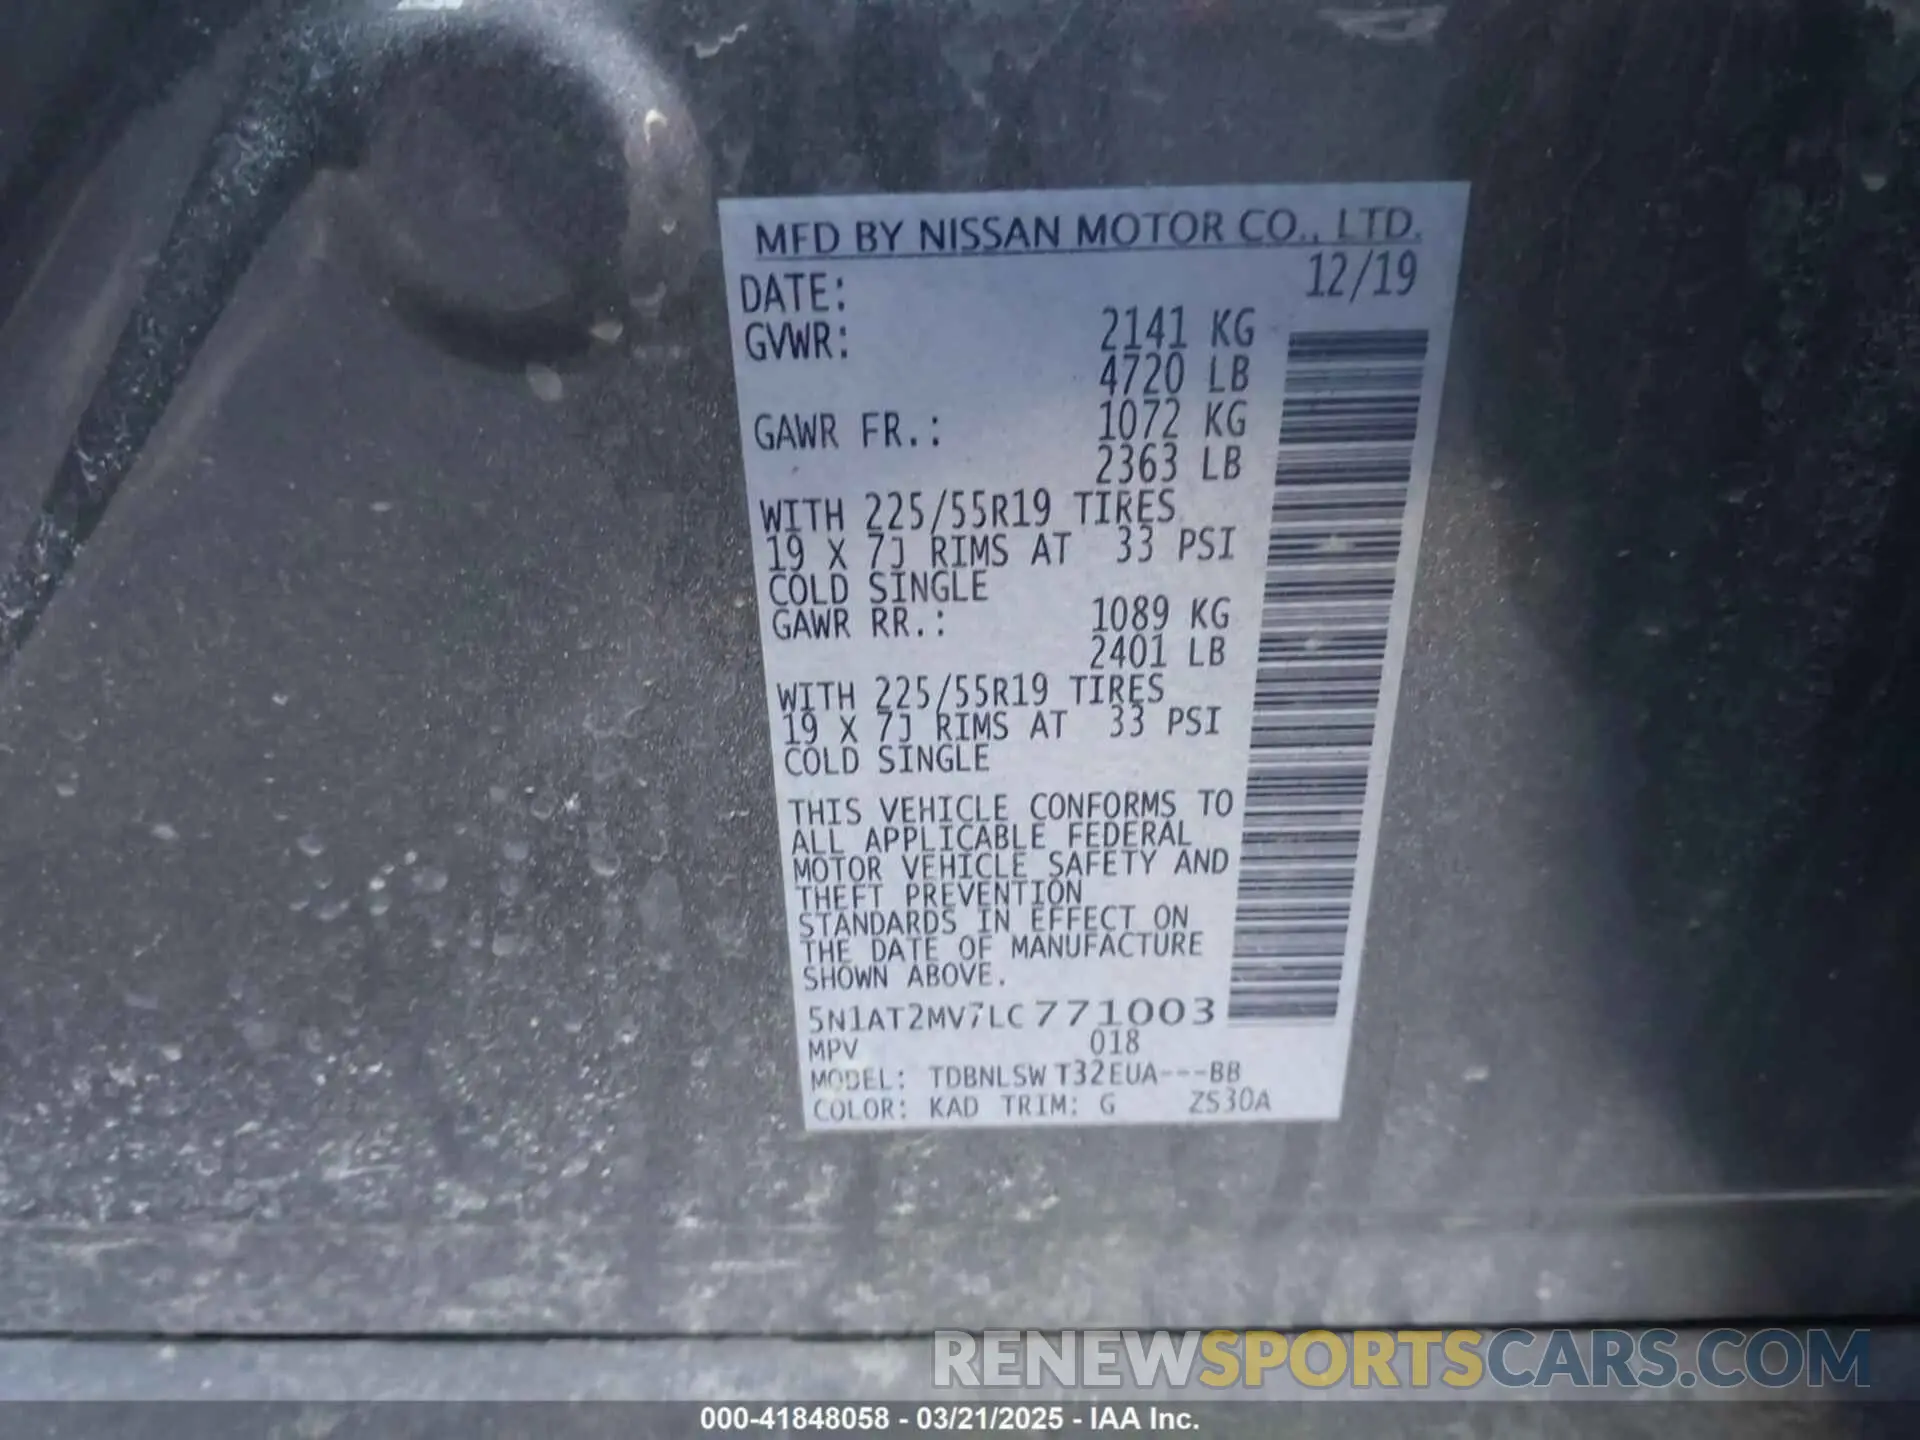 MFD BY NISSAN MOTOR CO., LTD.
DATE: 12/19
GVWR: 2141 KG
4720 LB
GAWR FR.: 1072 KG
2363 LB
WITH 225/55R19 TIRES
19 X 7J RIMS AT 33 PSI
COLD SINGLE
GAWR RR.: 1089 KG
2401 LB
WITH 225/55R19 TIRES
19 X 7J RIMS AT 33 PSI
COLD SINGLE
THIS VEHICLE CONFORMS TO
ALL APPLICABLE FEDERAL
MOTOR VEHICLE SAFETY AND
THEFT PREVENTION
STANDARDS IN EFFECT ON
THE DATE OF MANUFACTURE
SHOWN ABOVE.
5N1AT2MV7LC771003
MPV 018
MODEL: TDBNLSW T32EUA---BB
COLOR: KAD TRIM: G ZS30A
RENEWSPORTSCARS.COM
000-41848058 - 03/21/2025 - IAA Inc.